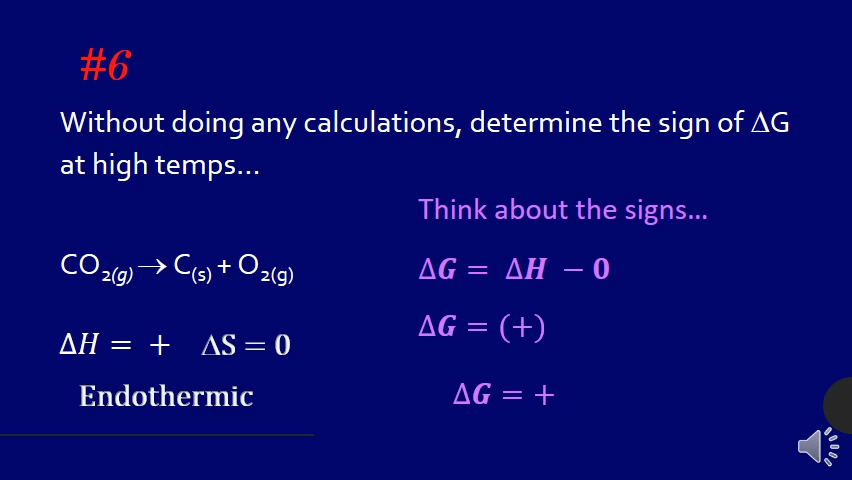 #6
Without doing any calculations, determine the sign of ΔG
at high temps...
Think about the signs...
CO₂(g) → C(s) + O₂(g)
ΔG = ΔH − 0
ΔG = (+)
ΔH = + ΔS = 0
Endothermic
ΔG = +